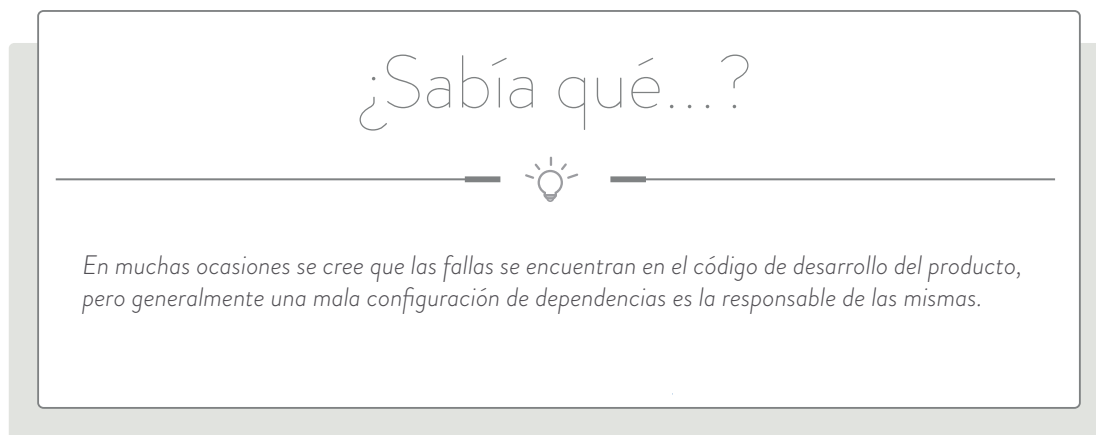 ¿Sabía qué...?
En muchas ocasiones se cree que las fallas se encuentran en el código de desarrollo del producto,
pero generalmente una mala configuración de dependencias es la responsable de las mismas.